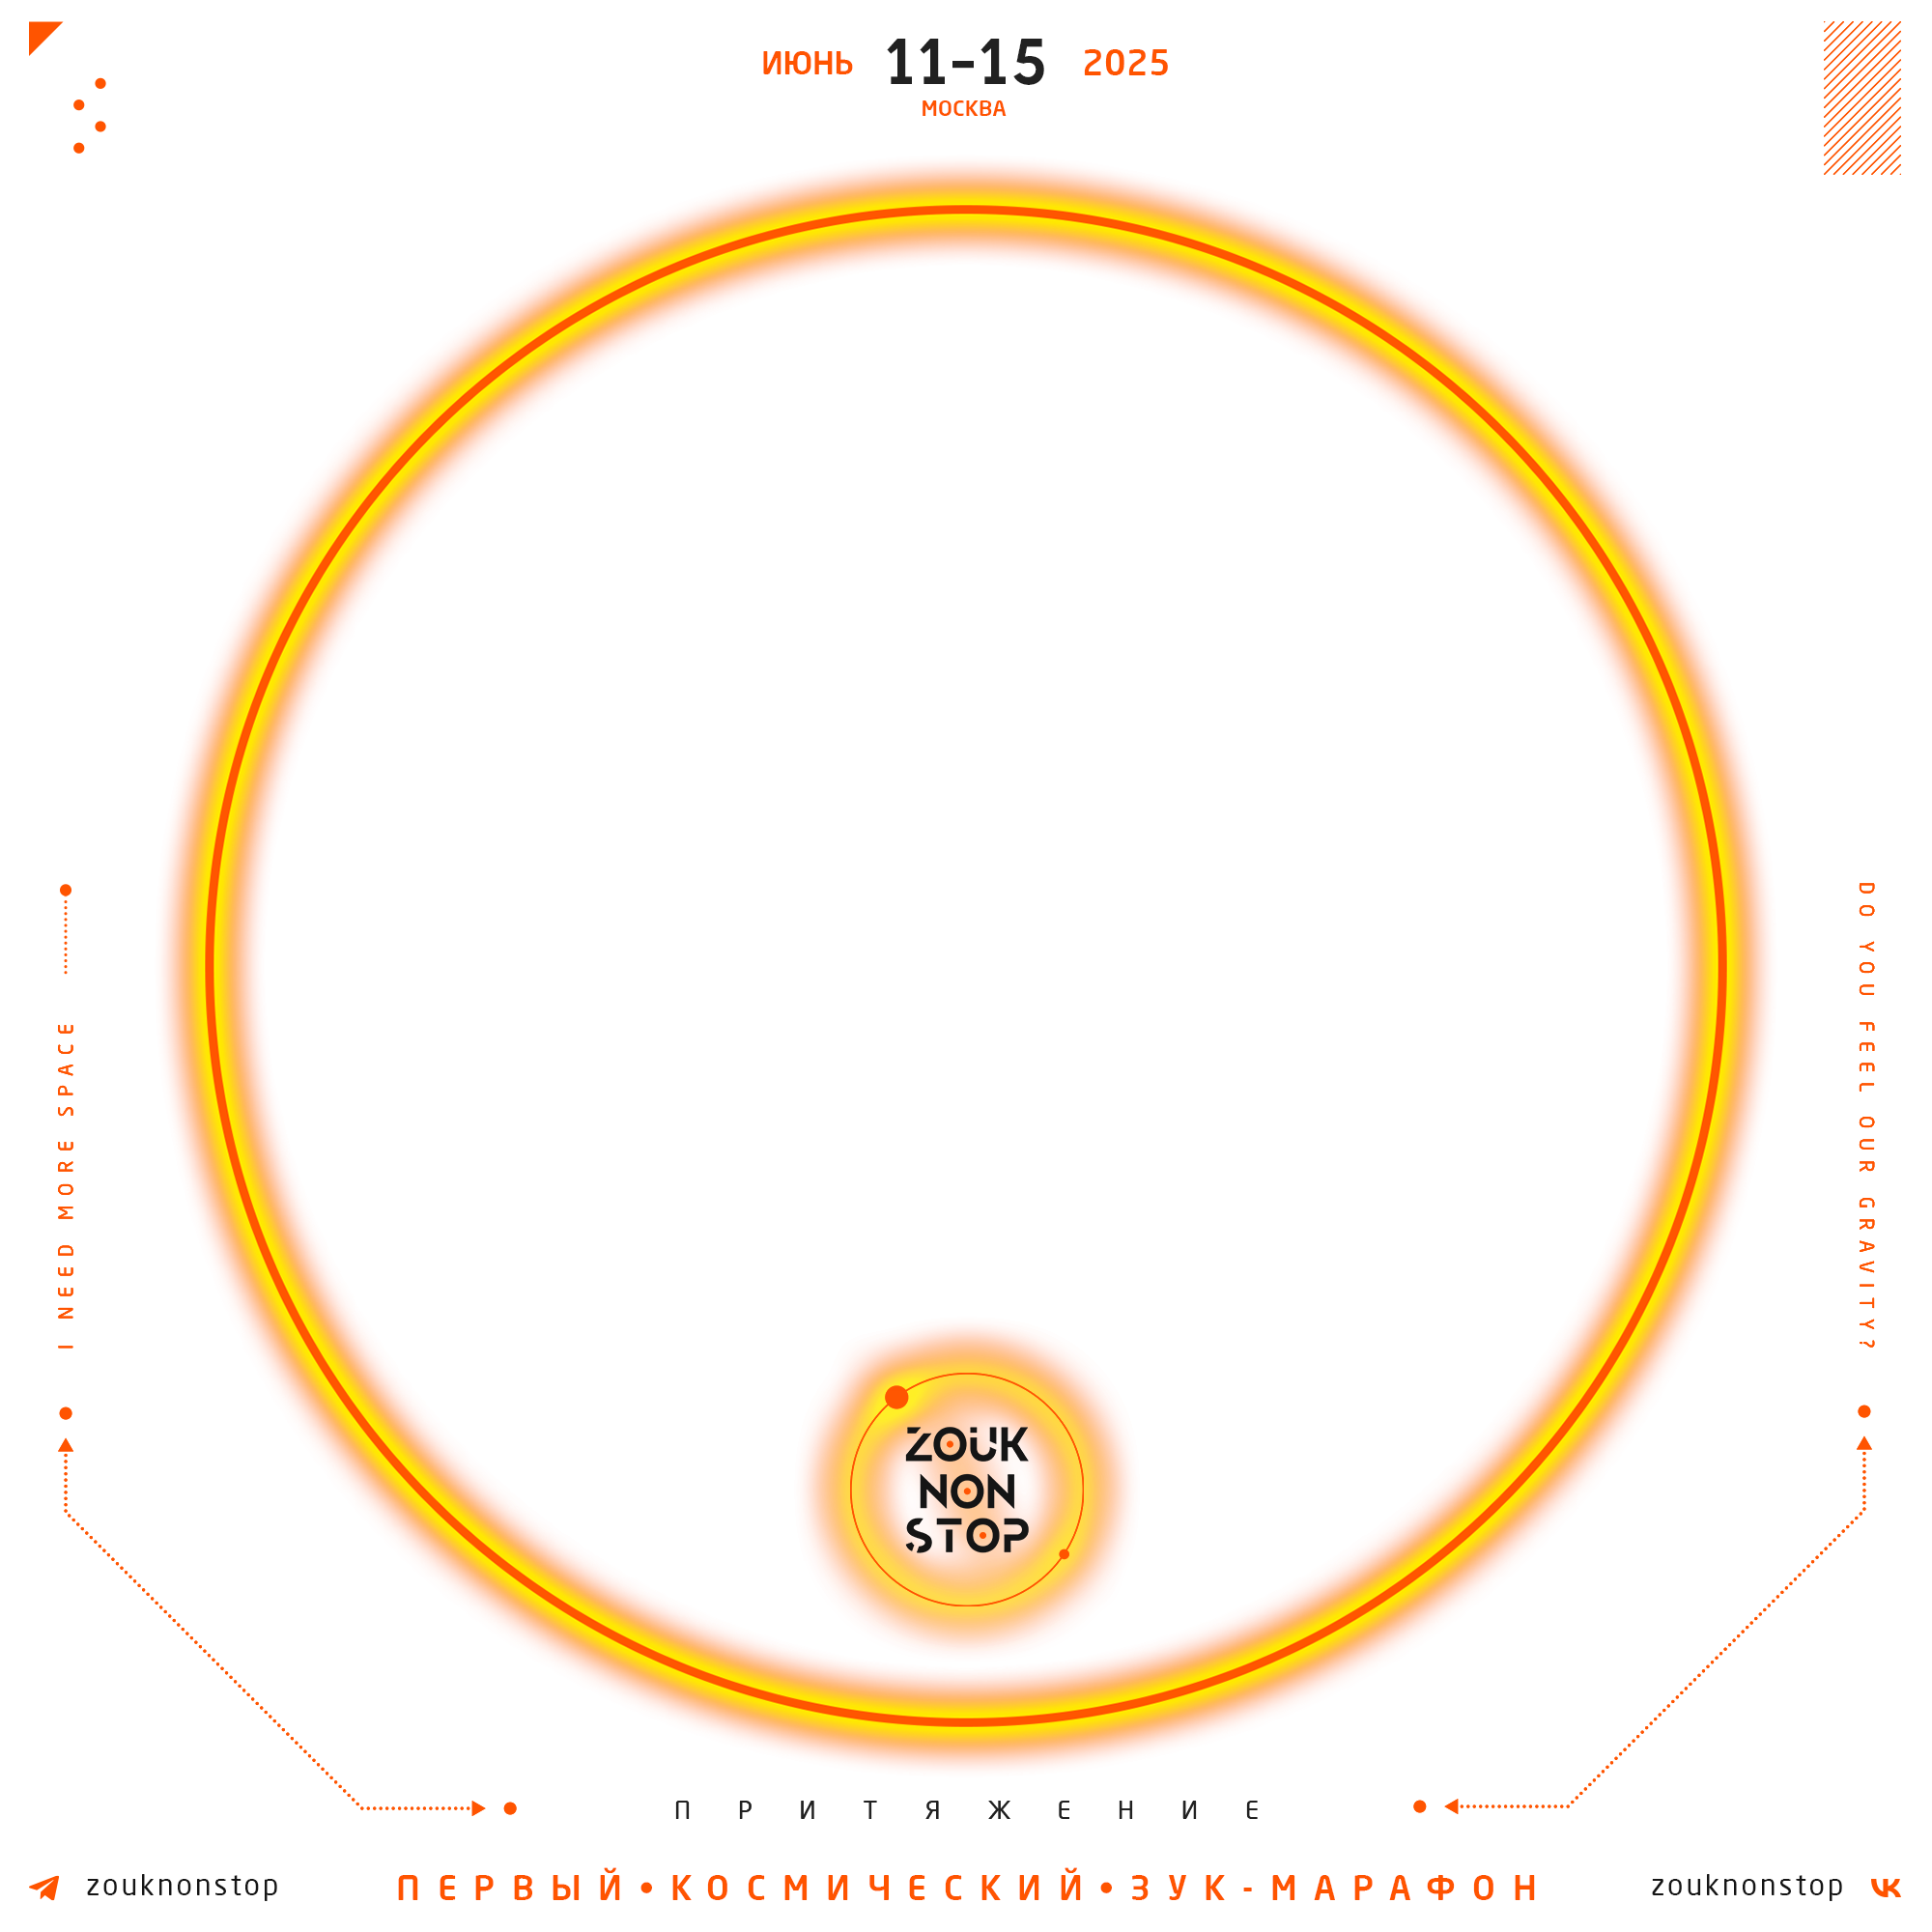 ИЮНЬ 11-15 2025
МОСКВА
I NEED MORE SPACE
DO YOU FEEL OUR GRAVITY?
ZOUK
NON
STOP
ПРИТЯЖЕНИЕ
zouknonstop
ПЕРВЫЙ•КОСМИЧЕСКИЙ•ЗУК-МАРАФОН
zouknonstop